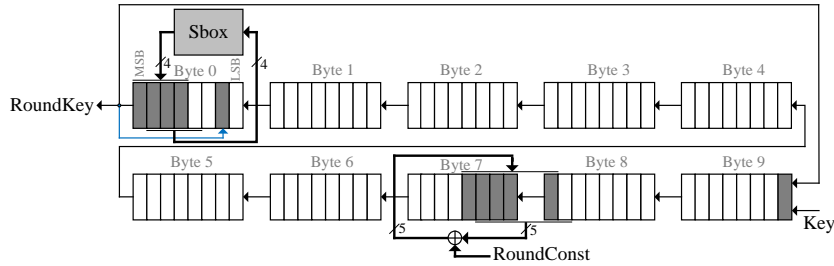 Sbox
MSB
4
Byte 0
4
LSB
Byte 1
Byte 2
Byte 3
Byte 4
RoundKey
Byte 5
Byte 6
Byte 7
Byte 8
Byte 9
5
5
Key
RoundConst